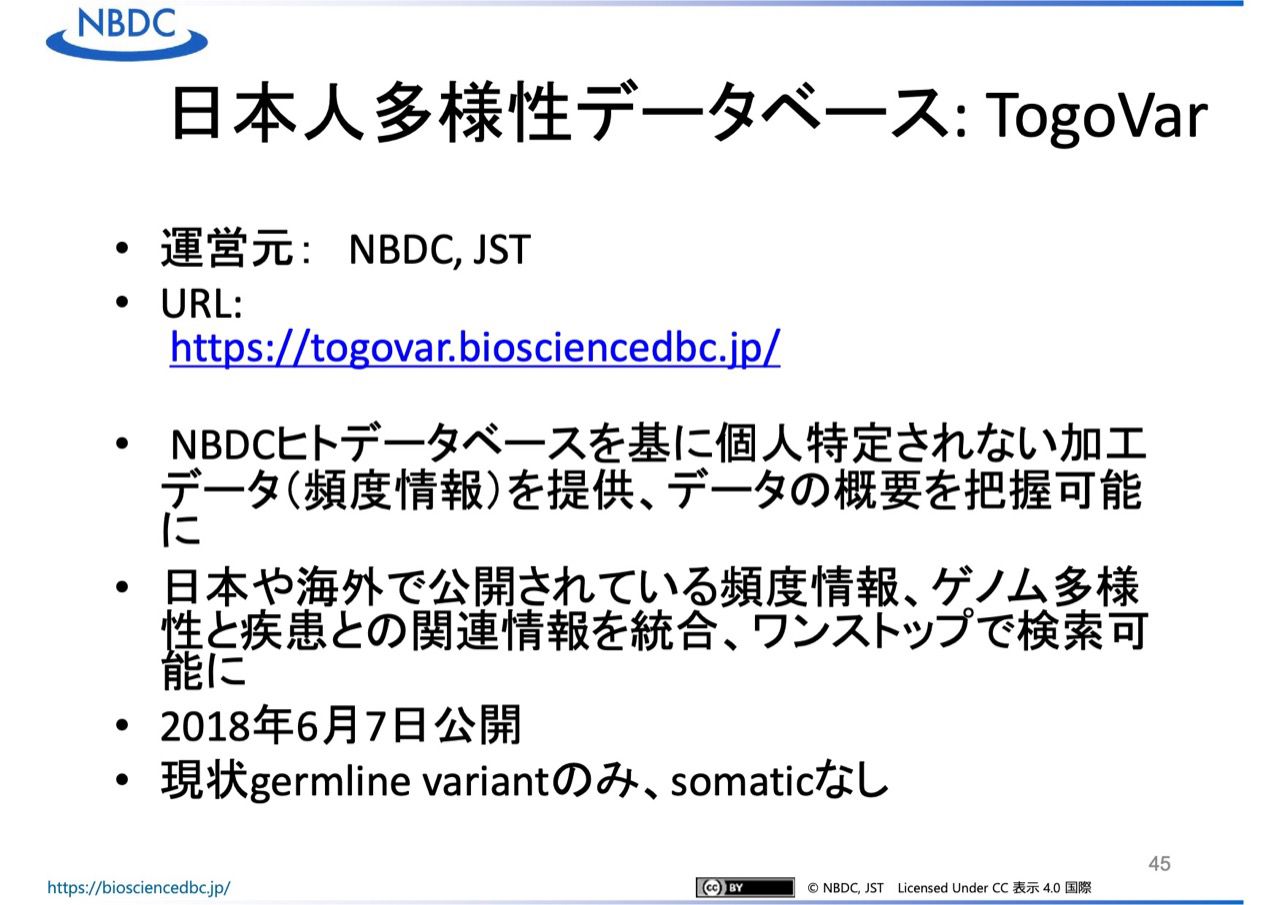 NBDC
日本人多様性データベース: TogoVar
• 運営元： NBDC, JST
• URL:
https://togovar.biosciencedbc.jp/
• NBDCヒトデータベースを基に個人特定されない加工
データ（頻度情報）を提供、データの概要を把握可能
に
• 日本や海外で公開されている頻度情報、ゲノム多様
性と疾患との関連情報を統合、ワンストップで検索可
能に
• 2018年6月7日公開
• 現状germline variantのみ、somaticなし
45
https://biosciencedbc.jp/
cc BY © NBDC, JST Licensed Under CC 表示 4.0 国際